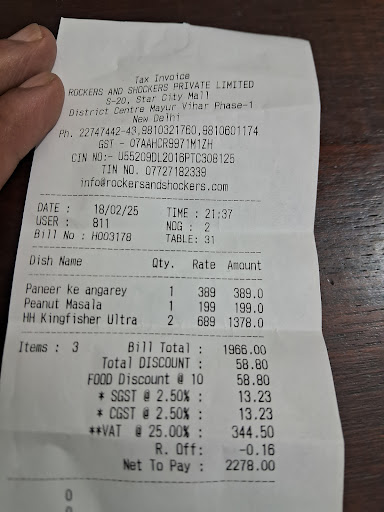 Tax Invoice
ROCKERS AND SHOCKERS PRIVATE LIMITED
S-20, Star City Mall
District Centre Mayur Vihar Phase-1
New Delhi
Ph. 22747442-43,9810321760,9810601174
GST - 07AAHCR9971M1ZH
CIN NO:- U55209DL2016PTC308125
TIN NO. 07727182339
info@rockersandshockers.com
DATE : 18/02/25 TIME : 21:37
USER : 811 NOG : 2
Bill No : H003178 TABLE: 31
Dish Name Qty. Rate Amount
Paneer ke angarey 1 389 389.0
Peanut Masala 1 199 199.0
HH Kingfisher Ultra 2 689 1378.0
Items : 3 Bill Total : 1966.00
Total DISCOUNT : 58.80
FOOD Discount @ 10 58.80
* SGST @ 2.50% : 13.23
* CGST @ 2.50% : 13.23
**VAT @ 25.00% : 344.50
R. Off: -0.16
Net To Pay : 2278.00
0
0